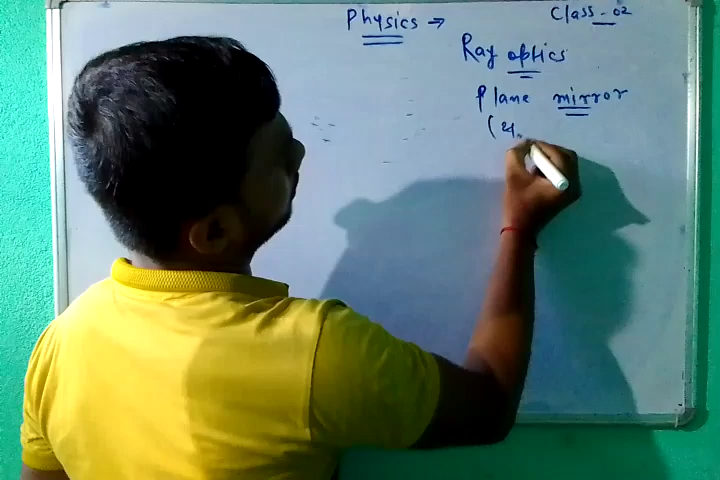 Physics → Class-02
Ray optics
Plane mirror